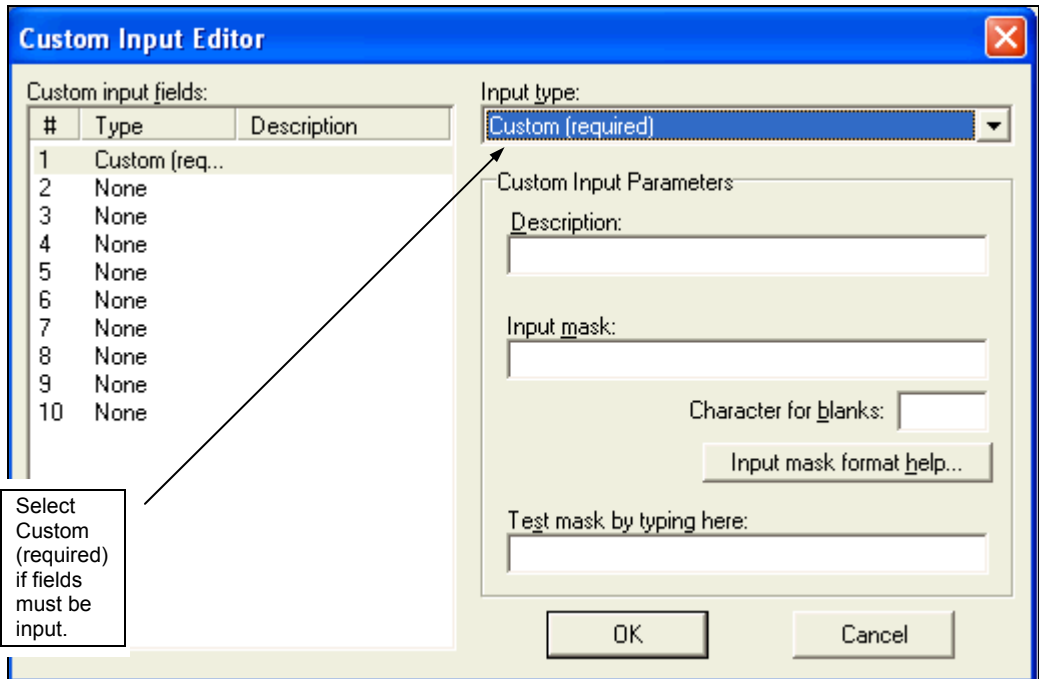 Custom Input Editor
Custom input fields:
# Type Description
1 Custom (req...
2 None
3 None
4 None
5 None
6 None
7 None
8 None
9 None
10 None
Input type:
Custom (required)
Custom Input Parameters
Description:
Input mask:
Character for blanks:
Input mask format help...
Test mask by typing here:
OK Cancel
Select
Custom
(required)
if fields
must be
input.